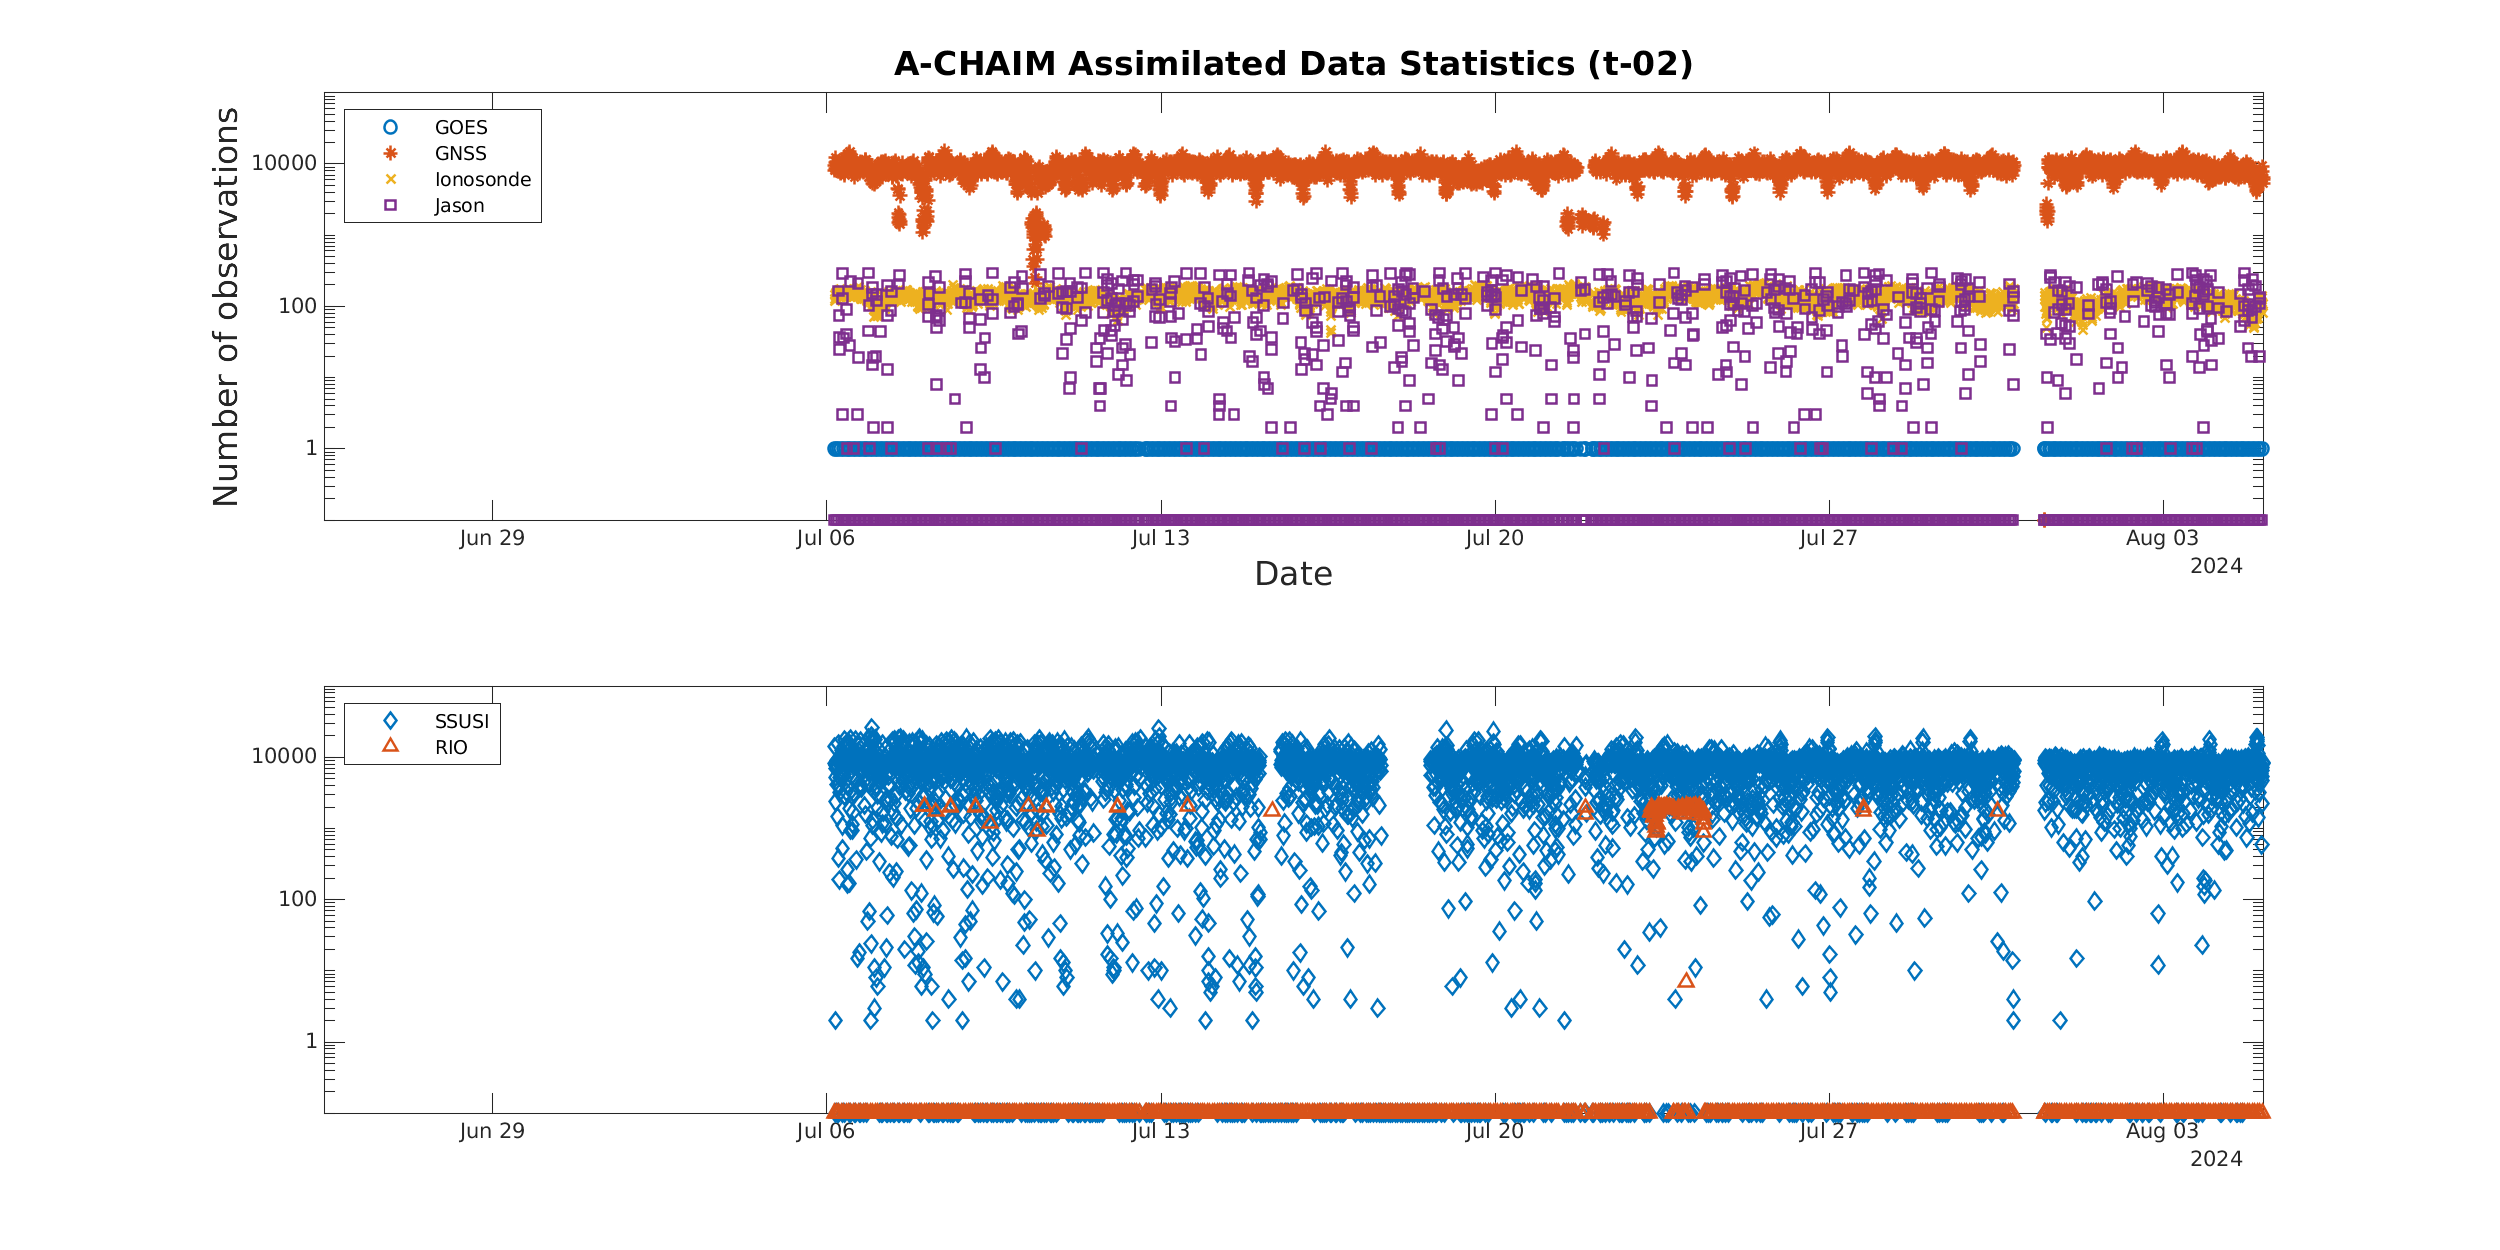 A-CHAIM Assimilated Data Statistics (t-02)
Number of observations
10000
100
1
GOES
GNSS
Ionosonde
Jason
Jun 29
Jul 06
Jul 13
Jul 20
Jul 27
Aug 03
2024
Date
10000
100
1
SSUSI
RIO
Jun 29
Jul 06
Jul 13
Jul 20
Jul 27
Aug 03
2024